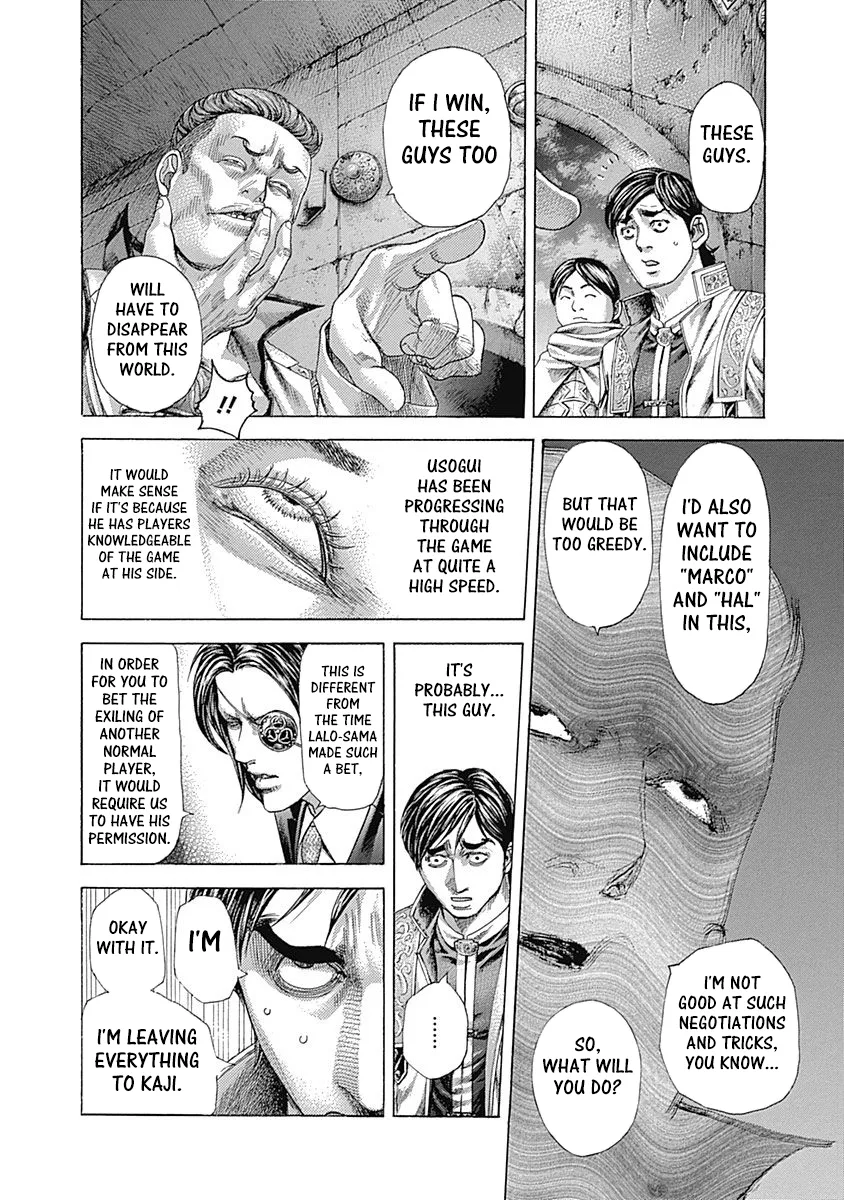 THESE
GUYS.
IF I WIN,
THESE
GUYS TOO
WILL
HAVE TO
DISAPPEAR
FROM THIS
WORLD.
!!
I'D ALSO
WANT TO
INCLUDE
"MARCO"
AND "HAL"
IN THIS,
BUT THAT
WOULD BE
TOO GREEDY.
I'M NOT
GOOD AT SUCH
NEGOTIATIONS
AND TRICKS,
YOU KNOW...
SO,
WHAT WILL
YOU DO?
USOGUI
HAS BEEN
PROGRESSING
THROUGH
THE GAME
AT QUITE A
HIGH SPEED.
IT WOULD
MAKE SENSE
IF IT'S BECAUSE
HE HAS PLAYERS
KNOWLEDGEABLE
OF THE GAME
AT HIS SIDE.
IT'S
PROBABLY...
THIS GUY.
THIS IS
DIFFERENT
FROM
THE TIME
LALO-SAMA
MADE SUCH
A BET,
IN ORDER
FOR YOU TO
BET THE
EXILING OF
ANOTHER
NORMAL
PLAYER,
IT WOULD
REQUIRE US
TO HAVE HIS
PERMISSION.
......
I'M
OKAY
WITH IT.
I'M LEAVING
EVERYTHING
TO KAJI.